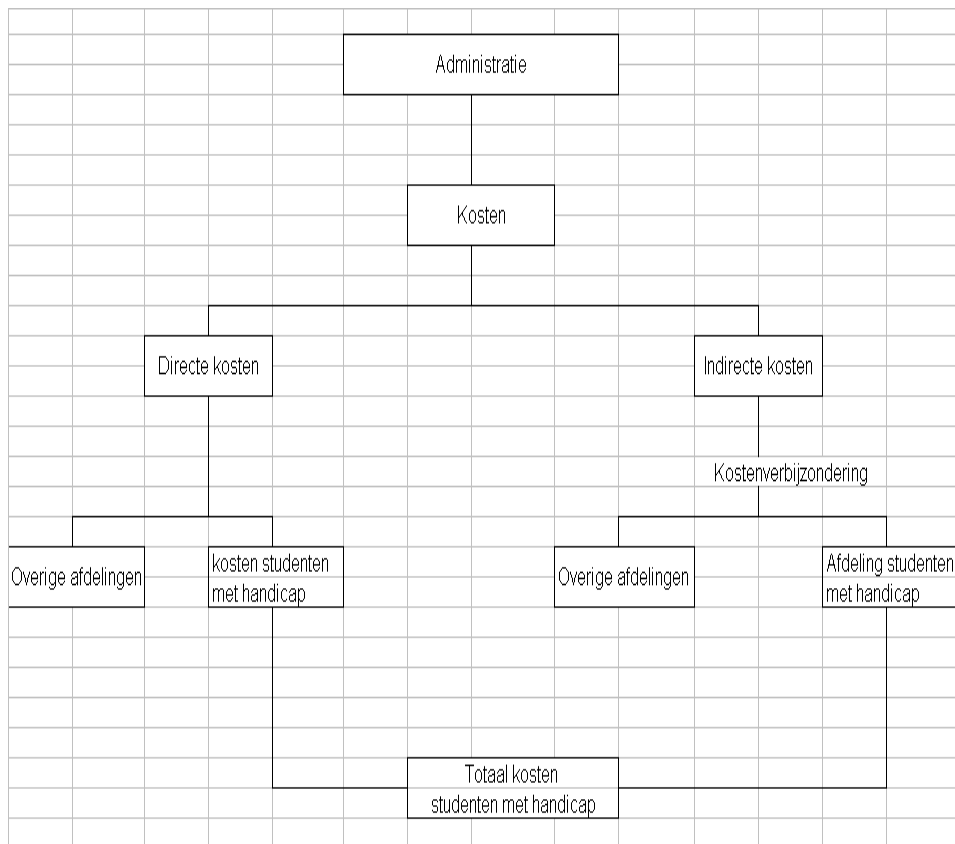 Administratie
Kosten
Directe kosten
Indirecte kosten
Kostenverbijzondering
Overige afdelingen
kosten studenten
met handicap
Overige afdelingen
Afdeling studenten
met handicap
Totaal kosten
studenten met handicap